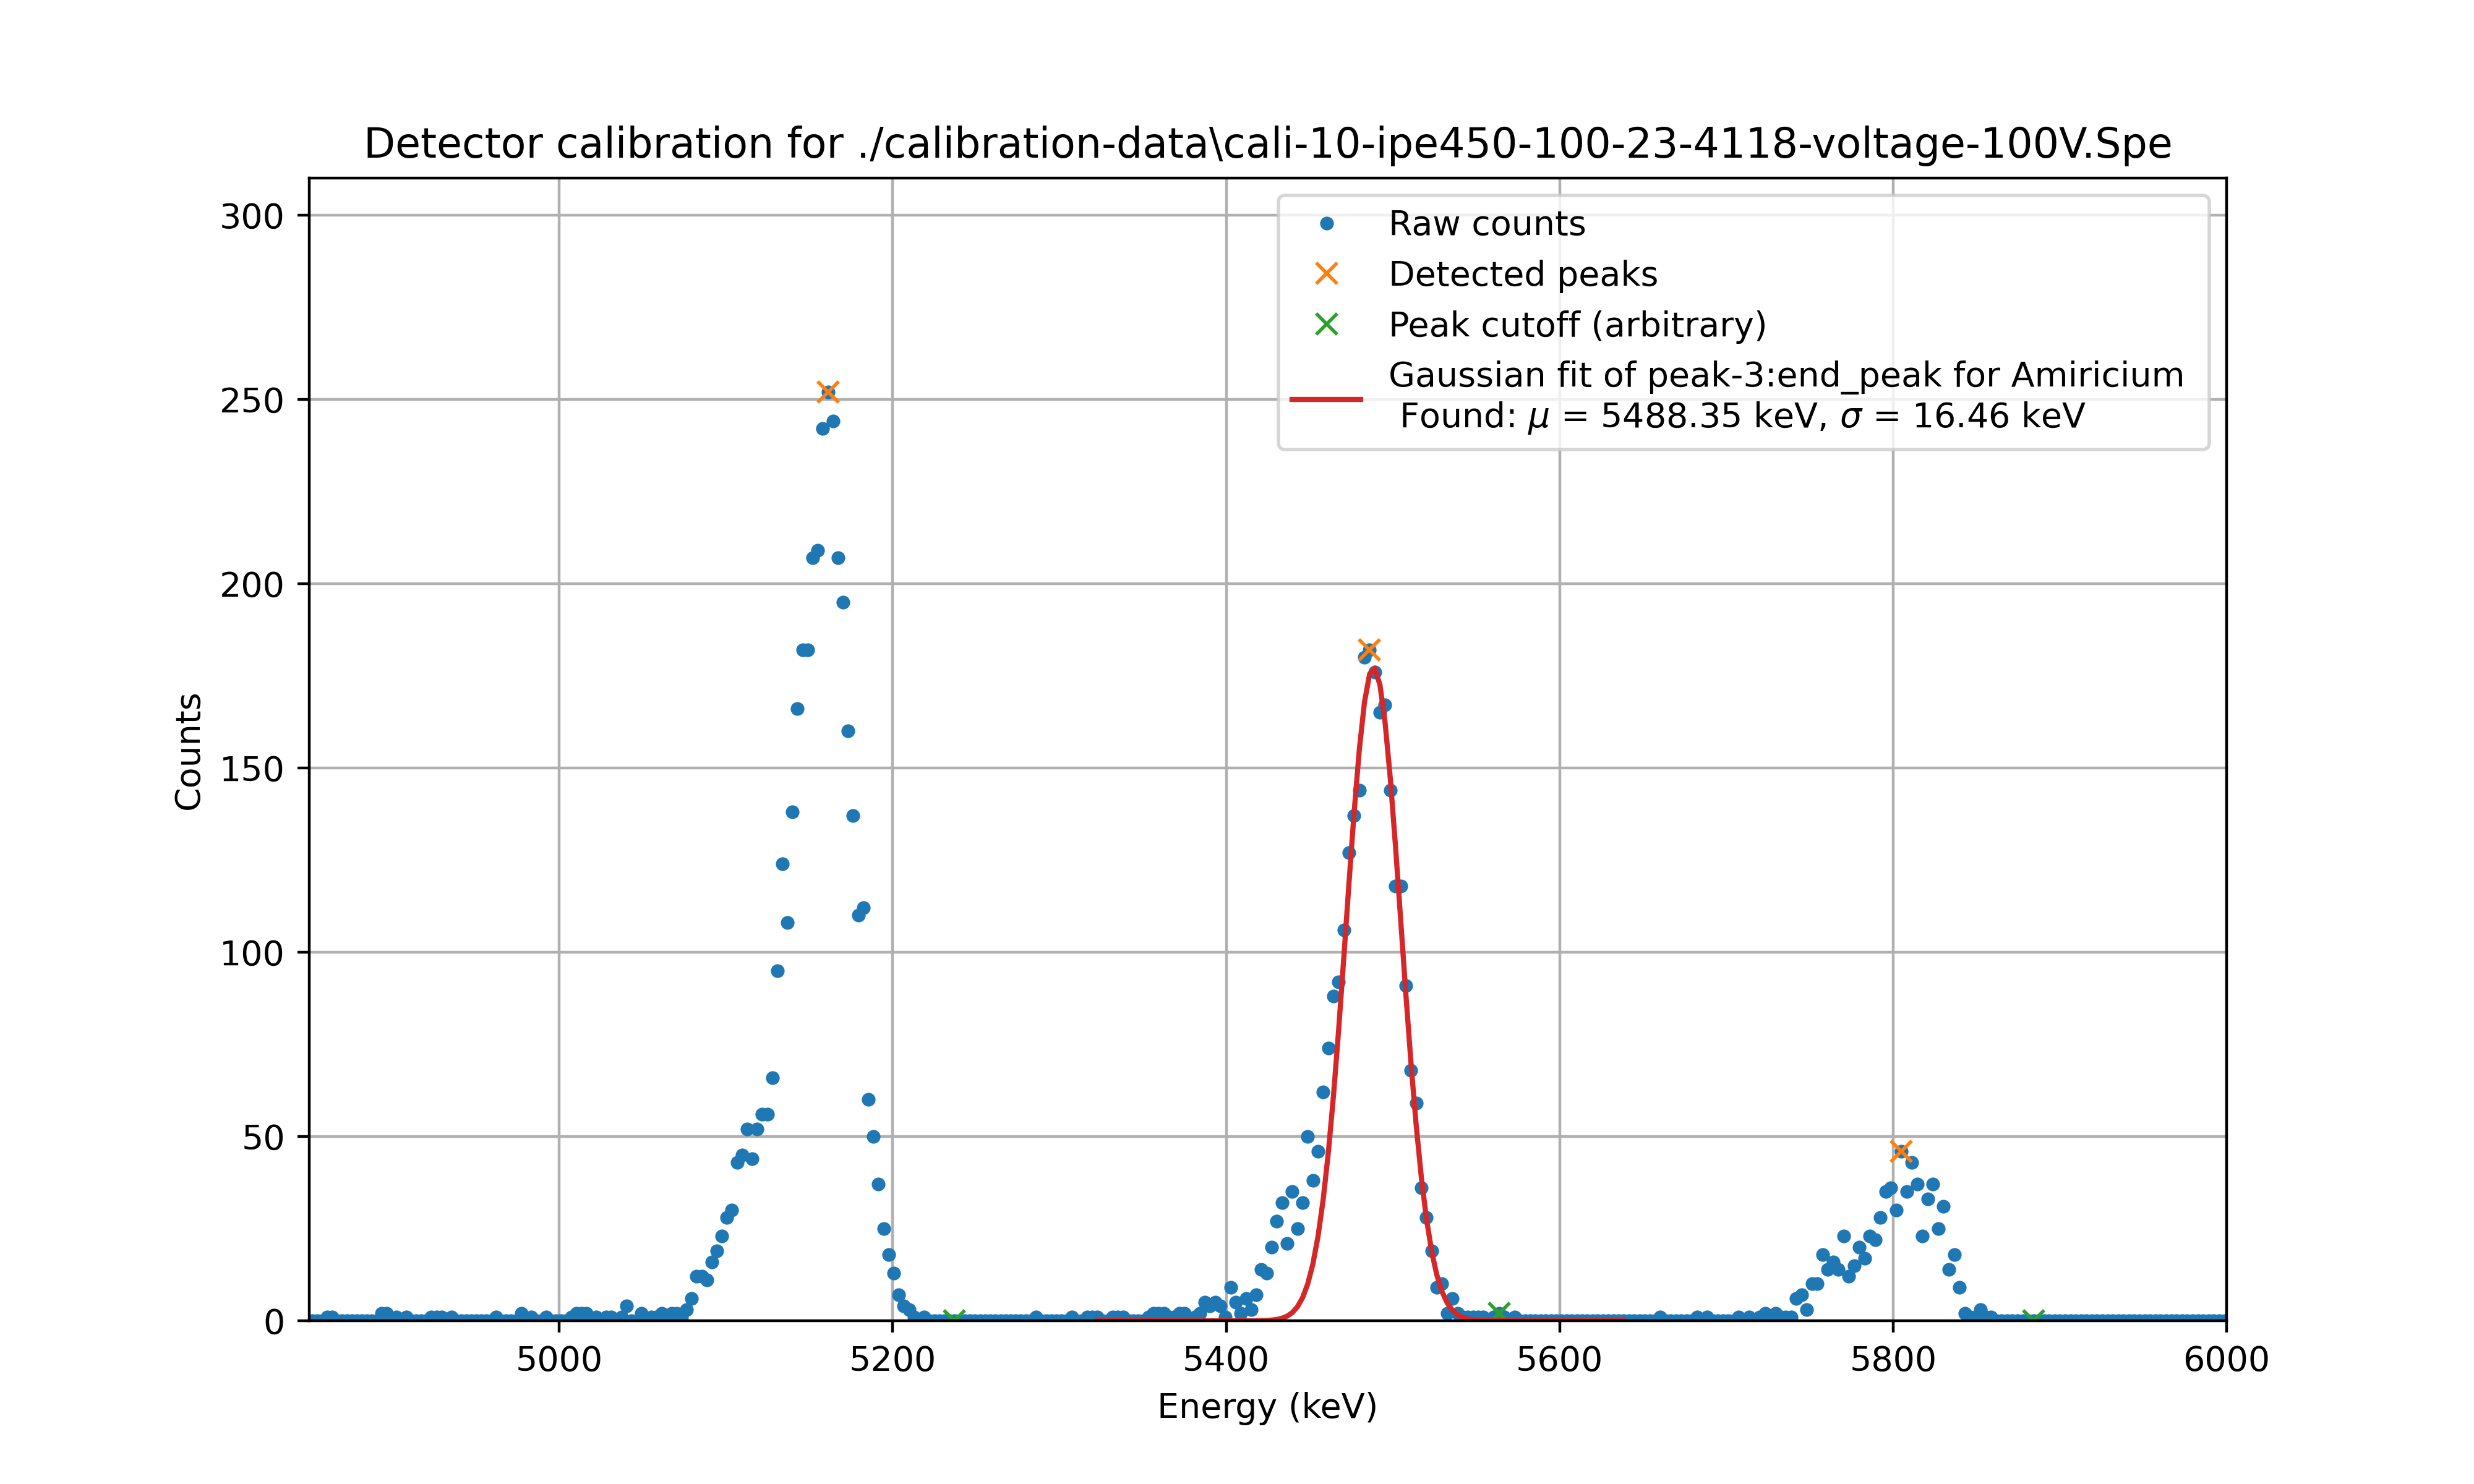 Detector calibration for ./calibration-data\cali-10-ipe450-100-23-4118-voltage-100V.Spe
300
250
200
150
100
50
0
Counts
Raw counts
Detected peaks
Peak cutoff (arbitrary)
Gaussian fit of peak-3:end_peak for Amiricium
Found: μ = 5488.35 keV, σ = 16.46 keV
5000 5200 5400 5600 5800 6000
Energy (keV)